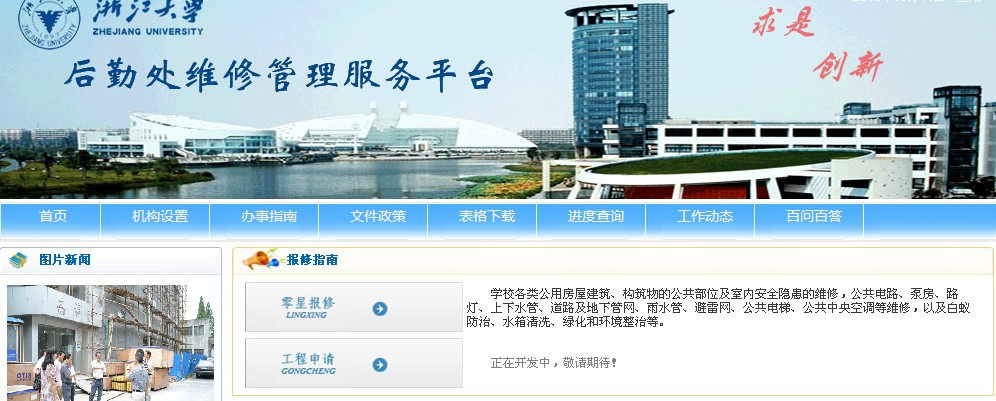 浙江大学
ZHEJIANG UNIVERSITY
后勤处维修管理服务平台
求是
创新
首页 机构设置 办事指南 文件政策 表格下载 进度查询 工作动态 百问百答
图片新闻
报修指南
零星报修
LINGXING
学校各类公用房屋建筑、构筑物的公共部位及室内安全隐患的维修，公共电路、泵房、路
灯、上下水管、道路及地下管网、雨水管、避雷网、公共电梯、公共中央空调等维修，以及白蚁
防治、水箱清洗、绿化和环境整治等。
工程申请
GONGCHENG
正在开发中，敬请期待！